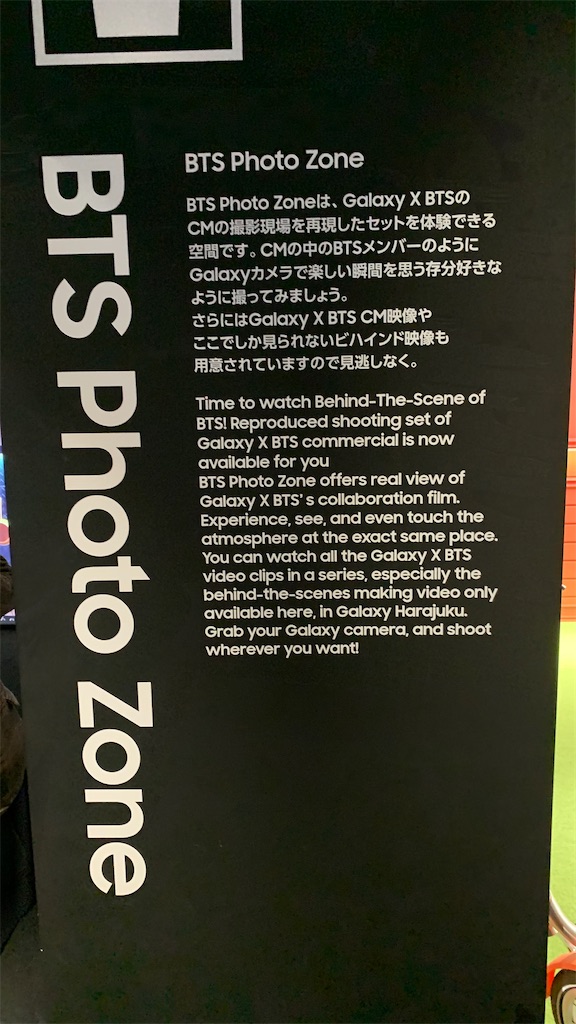 BTS Photo Zone
BTS Photo Zone
BTS Photo Zoneは、Galaxy X BTSの
CMの撮影現場を再現したセットを体験できる
空間です。CMの中のBTSメンバーのように
Galaxyカメラで楽しい瞬間を思う存分好きな
ように撮ってみましょう。
さらにはGalaxy X BTS CM映像や
ここでしか見られないビハインド映像も
用意されていますので見逃しなく。
Time to watch Behind-The-Scene of
BTS! Reproduced shooting set of
Galaxy X BTS commercial is now
available for you
BTS Photo Zone offers real view of
Galaxy X BTS's collaboration film.
Experience, see, and even touch the
atmosphere at the exact same place.
You can watch all the Galaxy X BTS
video clips in a series, especially the
behind-the-scenes making video only
available here, in Galaxy Harajuku.
Grab your Galaxy camera, and shoot
wherever you want!